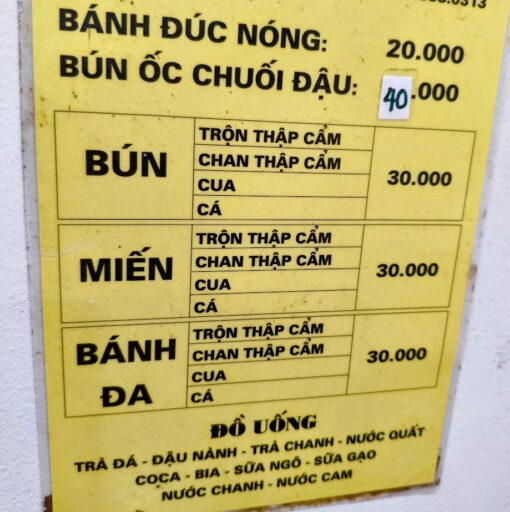 BÁNH ĐÚC NÓNG: 20.000
BÚN ỐC CHUỐI ĐẬU: 40.000
BÚN
TRỘN THẬP CẨM
CHAN THẬP CẨM
CUA
CÁ
30.000
MIẾN
TRỘN THẬP CẨM
CHAN THẬP CẨM
CUA
CÁ
30.000
BÁNH
ĐA
TRỘN THẬP CẨM
CHAN THẬP CẨM
CUA
CÁ
30.000
ĐỒ UỐNG
TRÀ ĐÁ - ĐẬU NÀNH - TRÀ CHANH - NƯỚC QUẤT
COCA - BIA - SỮA NGÔ - SỮA GẠO
NƯỚC CHANH - NƯỚC CAM